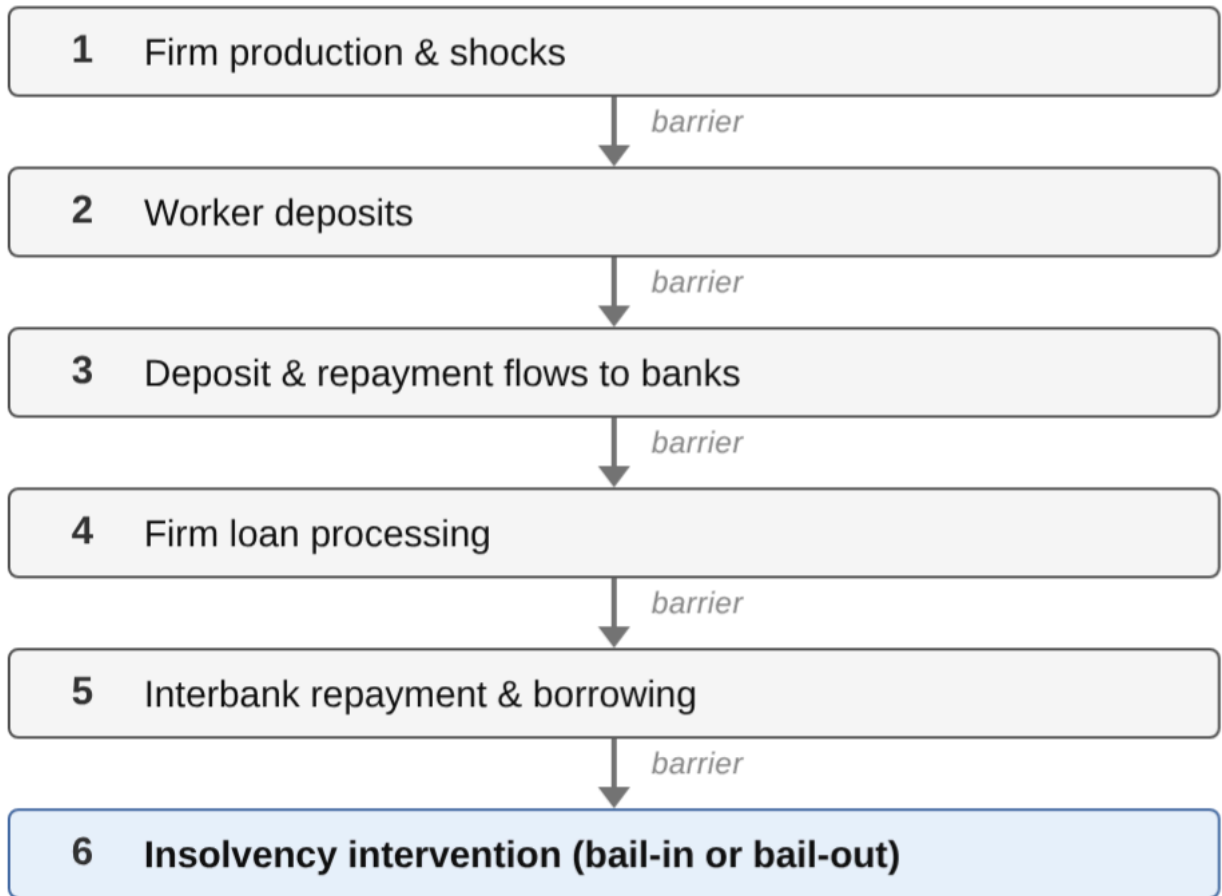 1 Firm production & shocks
barrier
2 Worker deposits
barrier
3 Deposit & repayment flows to banks
barrier
4 Firm loan processing
barrier
5 Interbank repayment & borrowing
barrier
6 Insolvency intervention (bail-in or bail-out)